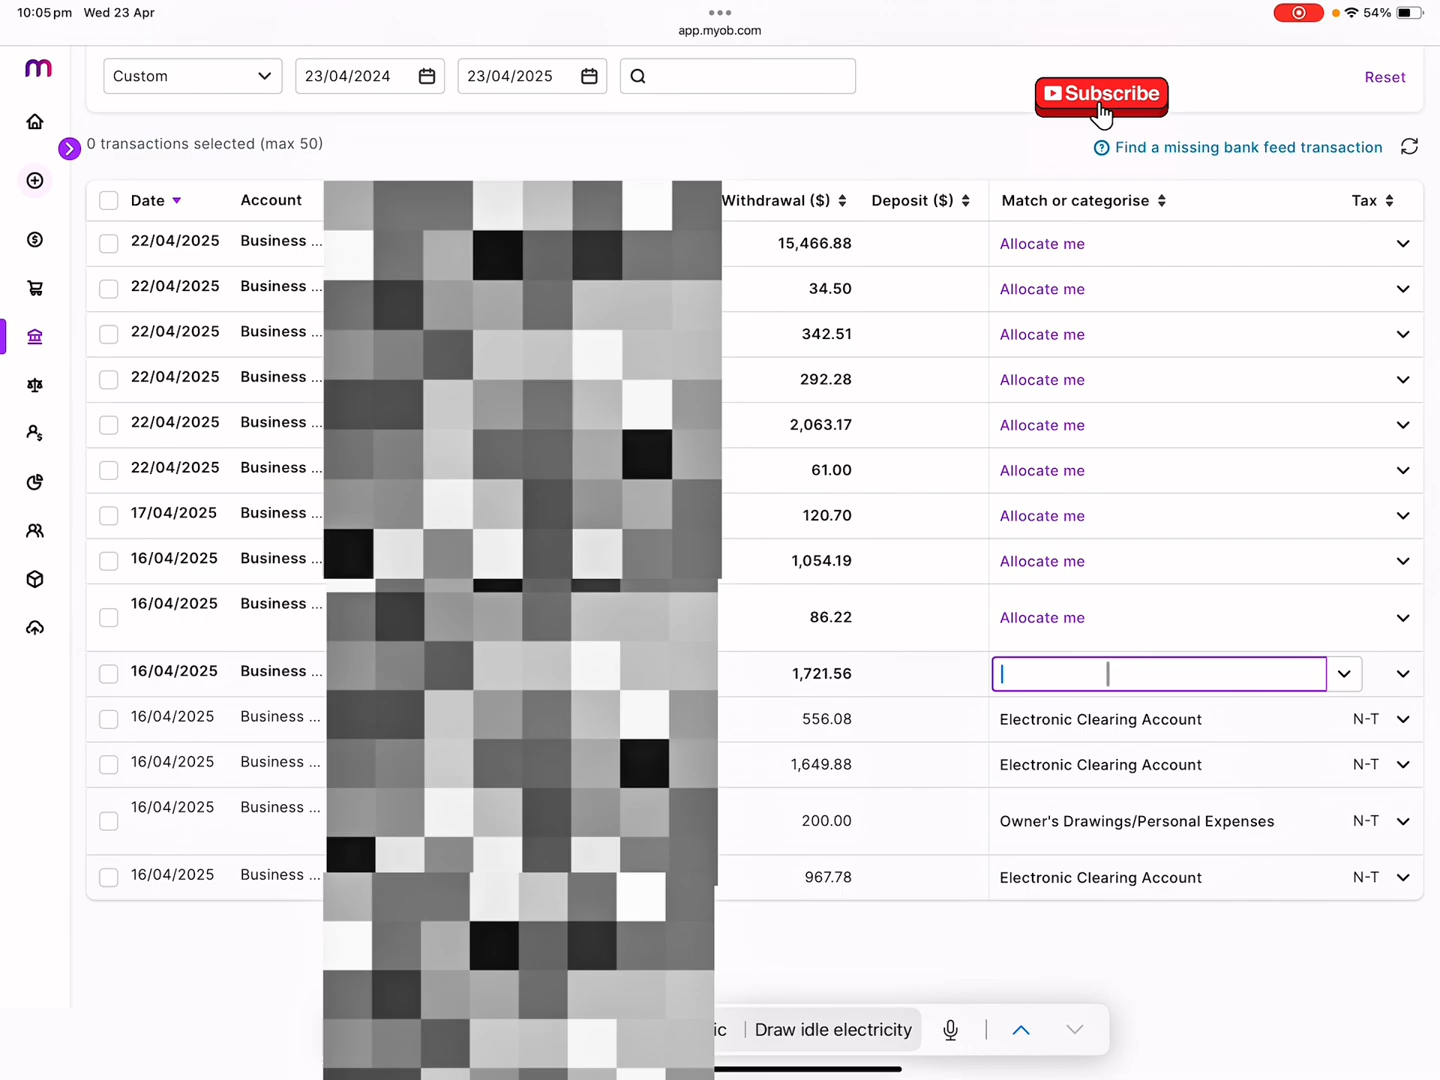 10:05 pm Wed 23 Apr
54%
app.myob.com
m
Custom 23/04/2024 23/04/2025 Reset
Subscribe
0 transactions selected (max 50) Find a missing bank feed transaction
Date Account Withdrawal ($) Deposit ($) Match or categorise Tax
22/04/2025 Business ... 15,466.88 Allocate me
22/04/2025 Business ... 34.50 Allocate me
22/04/2025 Business ... 342.51 Allocate me
22/04/2025 Business ... 292.28 Allocate me
22/04/2025 Business ... 2,063.17 Allocate me
22/04/2025 Business ... 61.00 Allocate me
17/04/2025 Business ... 120.70 Allocate me
16/04/2025 Business ... 1,054.19 Allocate me
16/04/2025 Business ... 86.22 Allocate me
16/04/2025 Business ... 1,721.56
16/04/2025 Business ... 556.08 Electronic Clearing Account N-T
16/04/2025 Business ... 1,649.88 Electronic Clearing Account N-T
16/04/2025 Business ... 200.00 Owner's Drawings/Personal Expenses N-T
16/04/2025 Business ... 967.78 Electronic Clearing Account N-T
ic Draw idle electricity